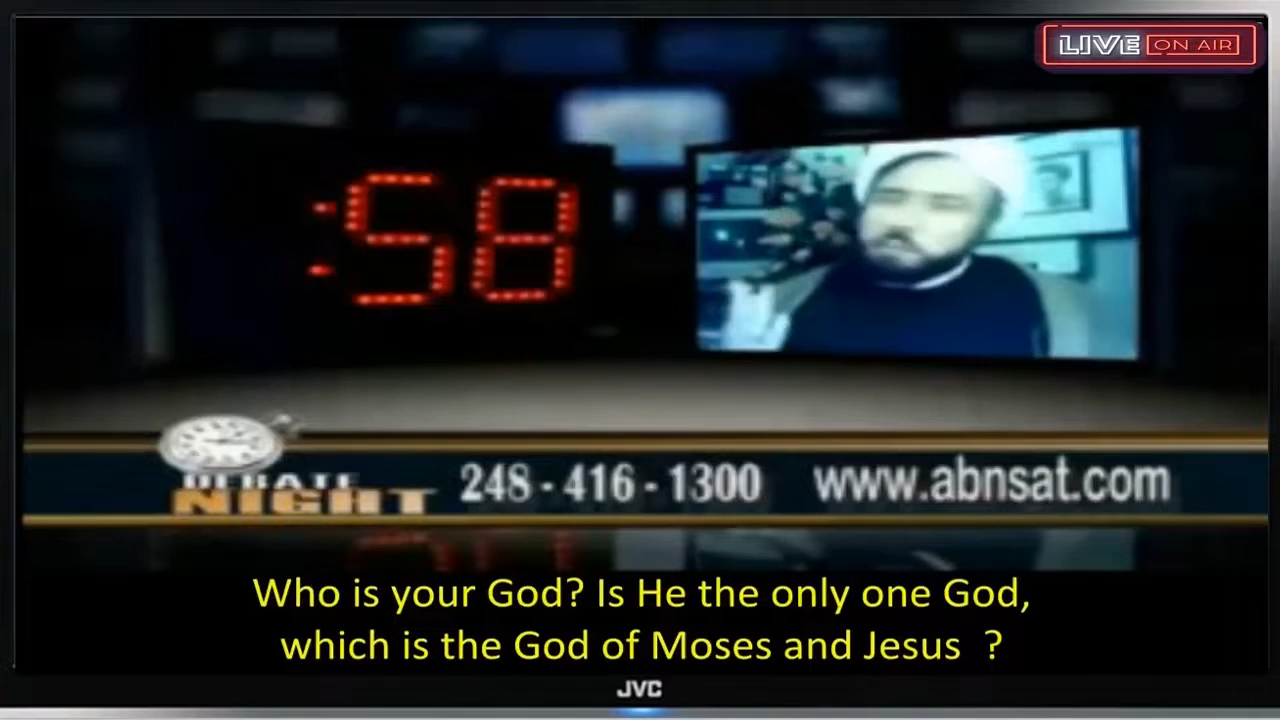 LIVE ON AIR
:58
DEBATE
NIGHT
248 - 416 - 1300 www.abnsat.com
Who is your God? Is He the only one God,
which is the God of Moses and Jesus ?
JVC